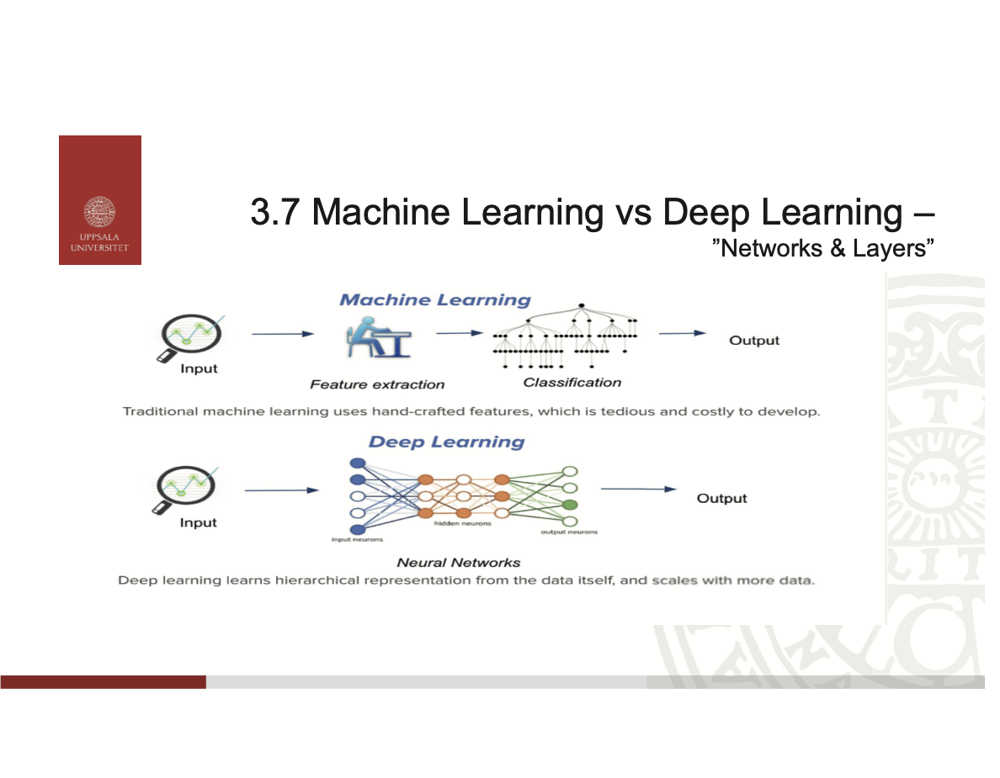 UPPSALA
UNIVERSITET
3.7 Machine Learning vs Deep Learning –
”Networks & Layers”
Machine Learning
Input
Feature extraction
Classification
Output
Traditional machine learning uses hand-crafted features, which is tedious and costly to develop.
Deep Learning
Input
input neurons
hidden neurons
output neurons
Output
Neural Networks
Deep learning learns hierarchical representation from the data itself, and scales with more data.